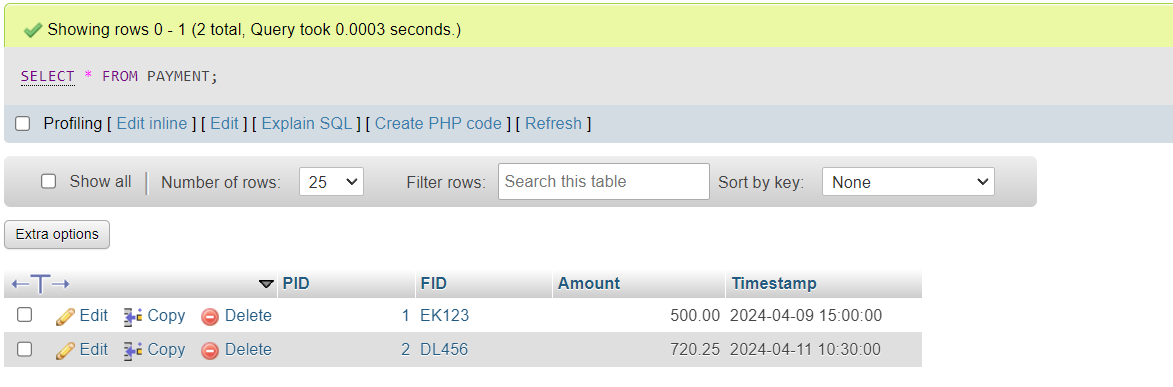 Showing rows 0 - 1 (2 total, Query took 0.0003 seconds.)
SELECT * FROM PAYMENT;
Profiling [ Edit inline ] [ Edit ] [ Explain SQL ] [ Create PHP code ] [ Refresh ]
Show all Number of rows: 25 Filter rows: Search this table Sort by key: None
Extra options
PID FID Amount Timestamp
Edit Copy Delete 1 EK123 500.00 2024-04-09 15:00:00
Edit Copy Delete 2 DL456 720.25 2024-04-11 10:30:00